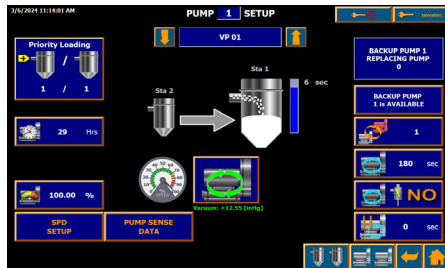 3/6/2024 11:14:01 AM
PUMP 1 SETUP
VP 01
Priority Loading
/
1 / 1
29 Hrs
100.00 %
SPD
SETUP
PUMP SENSE
DATA
Sta 1
Sta 2
6 sec
Vacuum: +12.55 [inHg]
BACKUP PUMP 1
REPLACING PUMP
0
BACKUP PUMP
1 is AVAILABLE
1
180 sec
NO
0 sec